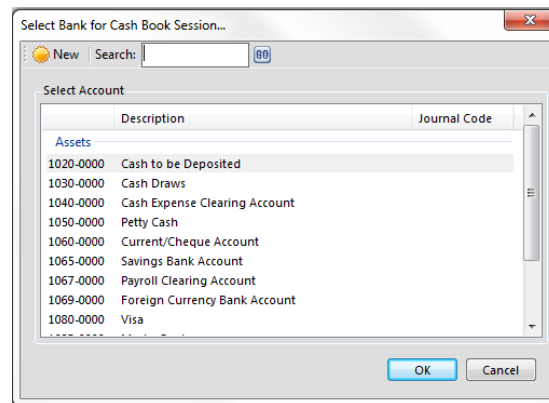 Select Bank for Cash Book Session...
New Search: GO
Select Account
Description Journal Code
Assets
1020-0000 Cash to be Deposited
1030-0000 Cash Draws
1040-0000 Cash Expense Clearing Account
1050-0000 Petty Cash
1060-0000 Current/Cheque Account
1065-0000 Savings Bank Account
1067-0000 Payroll Clearing Account
1069-0000 Foreign Currency Bank Account
1080-0000 Visa
OK Cancel